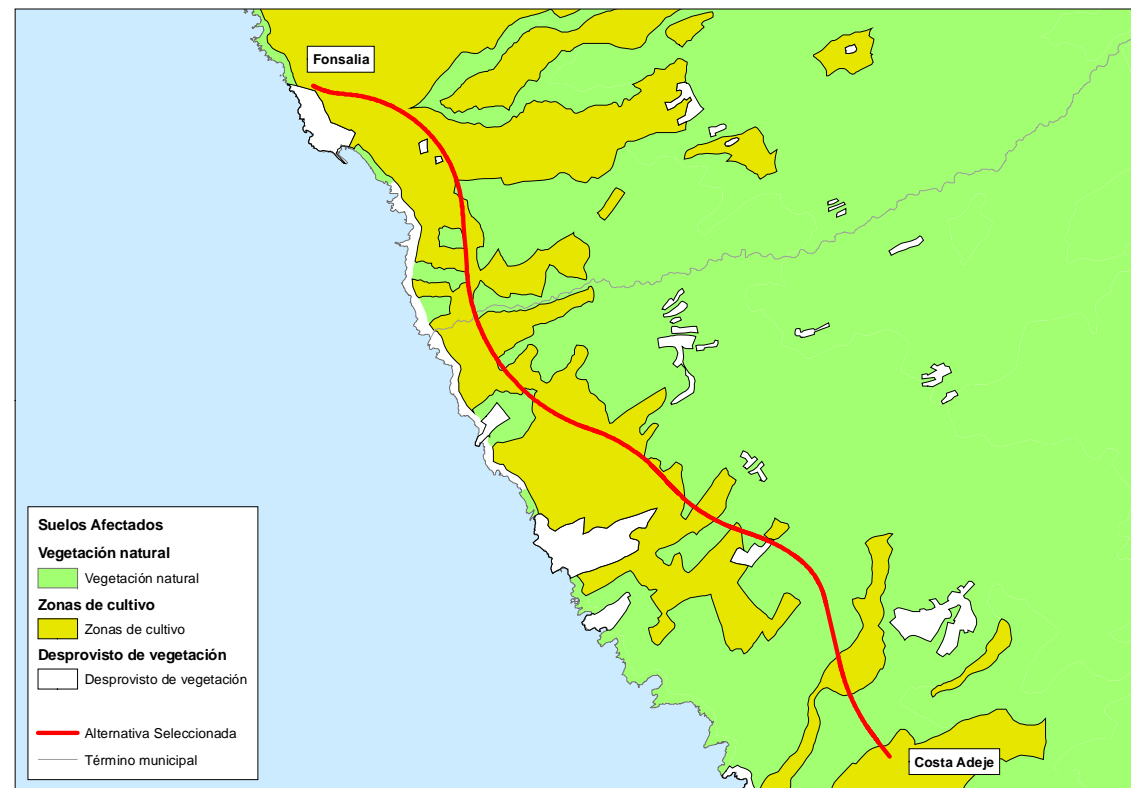 Fonsalia
Suelos Afectados
Vegetación natural
Vegetación natural
Zonas de cultivo
Zonas de cultivo
Desprovisto de vegetación
Desprovisto de vegetación
Alternativa Seleccionada
Término municipal
Costa Adeje